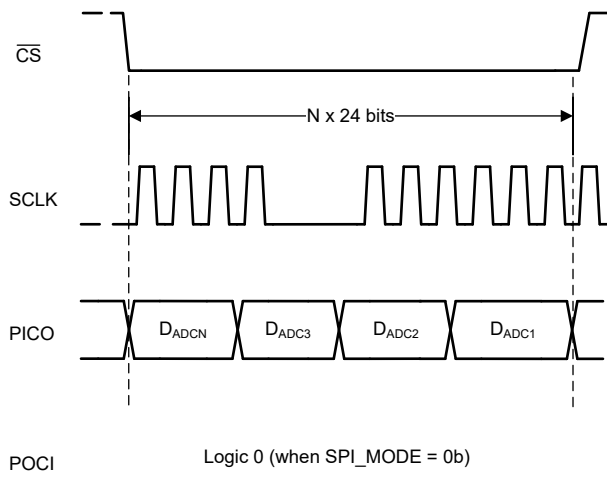 CS
N x 24 bits
SCLK
PICO
DADCN
DADC3
DADC2
DADC1
POCI
Logic 0 (when SPI_MODE = 0b)